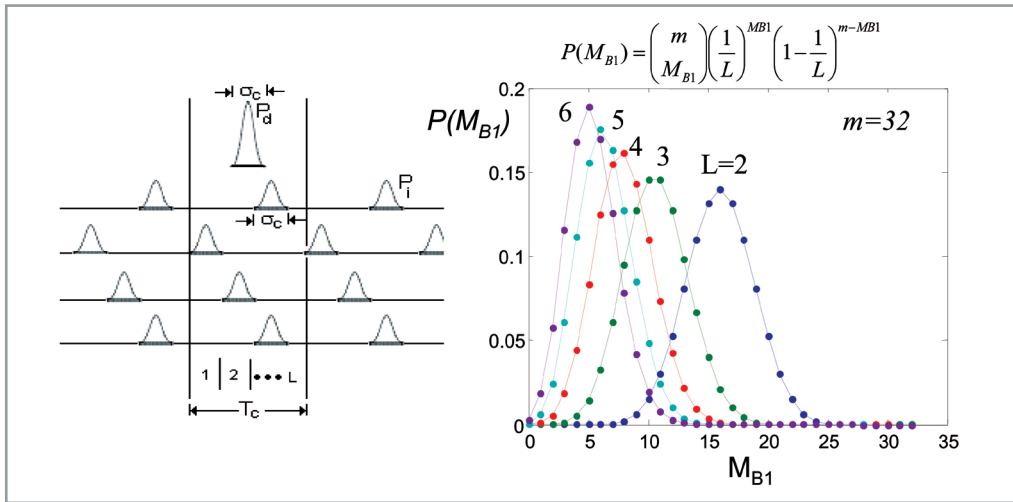 σc
Pd
Pi
σc
1 2 ●●●● L
Tc
P(M_B1) = (m M_B1) (1/L)^MB1 (1-1/L)^m-MB1
0.2
P(M_B1)
6
5
4
3
L=2
m=32
0.15
0.1
0.05
0
0 5 10 15 20 25 30 35
M_B1